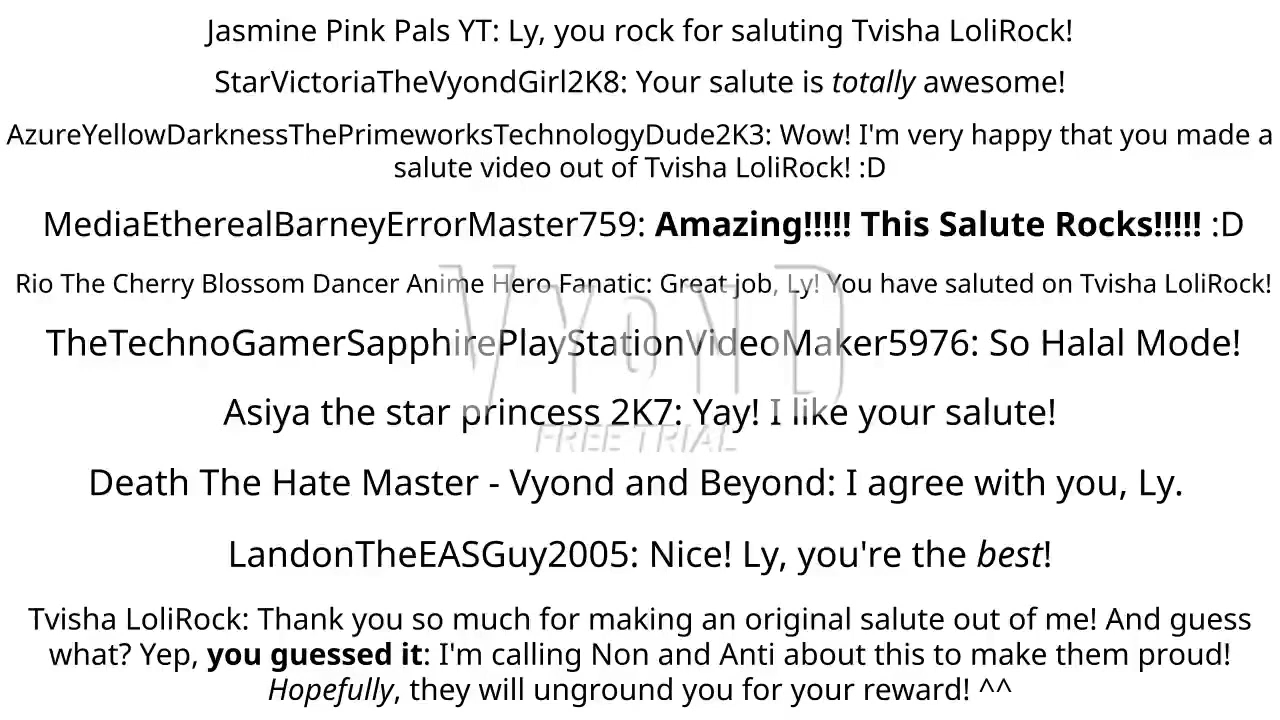 Jasmine Pink Pals YT: Ly, you rock for saluting Tvisha LoliRock!
StarVictoriaTheVyondGirl2K8: Your salute is totally awesome!
AzureYellowDarknessThePrimeworksTechnologyDude2K3: Wow! I'm very happy that you made a
salute video out of Tvisha LoliRock! :D
MediaEtherealBarneyErrorMaster759: Amazing!!!!! This Salute Rocks!!!!! :D
Rio The Cherry Blossom Dancer Anime Hero Fanatic: Great job, Ly! You have saluted on Tvisha LoliRock!
TheTechnoGamerSapphirePlayStationVideoMaker5976: So Halal Mode!
Asiya the star princess 2K7: Yay! I like your salute!
Vyond
FREE TRIAL
Death The Hate Master - Vyond and Beyond: I agree with you, Ly.
LandonTheEASGuy2005: Nice! Ly, you're the best!
Tvisha LoliRock: Thank you so much for making an original salute out of me! And guess
what? Yep, you guessed it: I'm calling Non and Anti about this to make them proud!
Hopefully, they will unground you for your reward! ^^